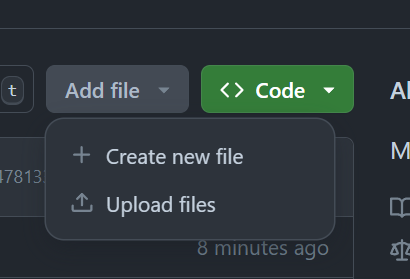 t
Add file
Code
Create new file
Upload files
8 minutes ago